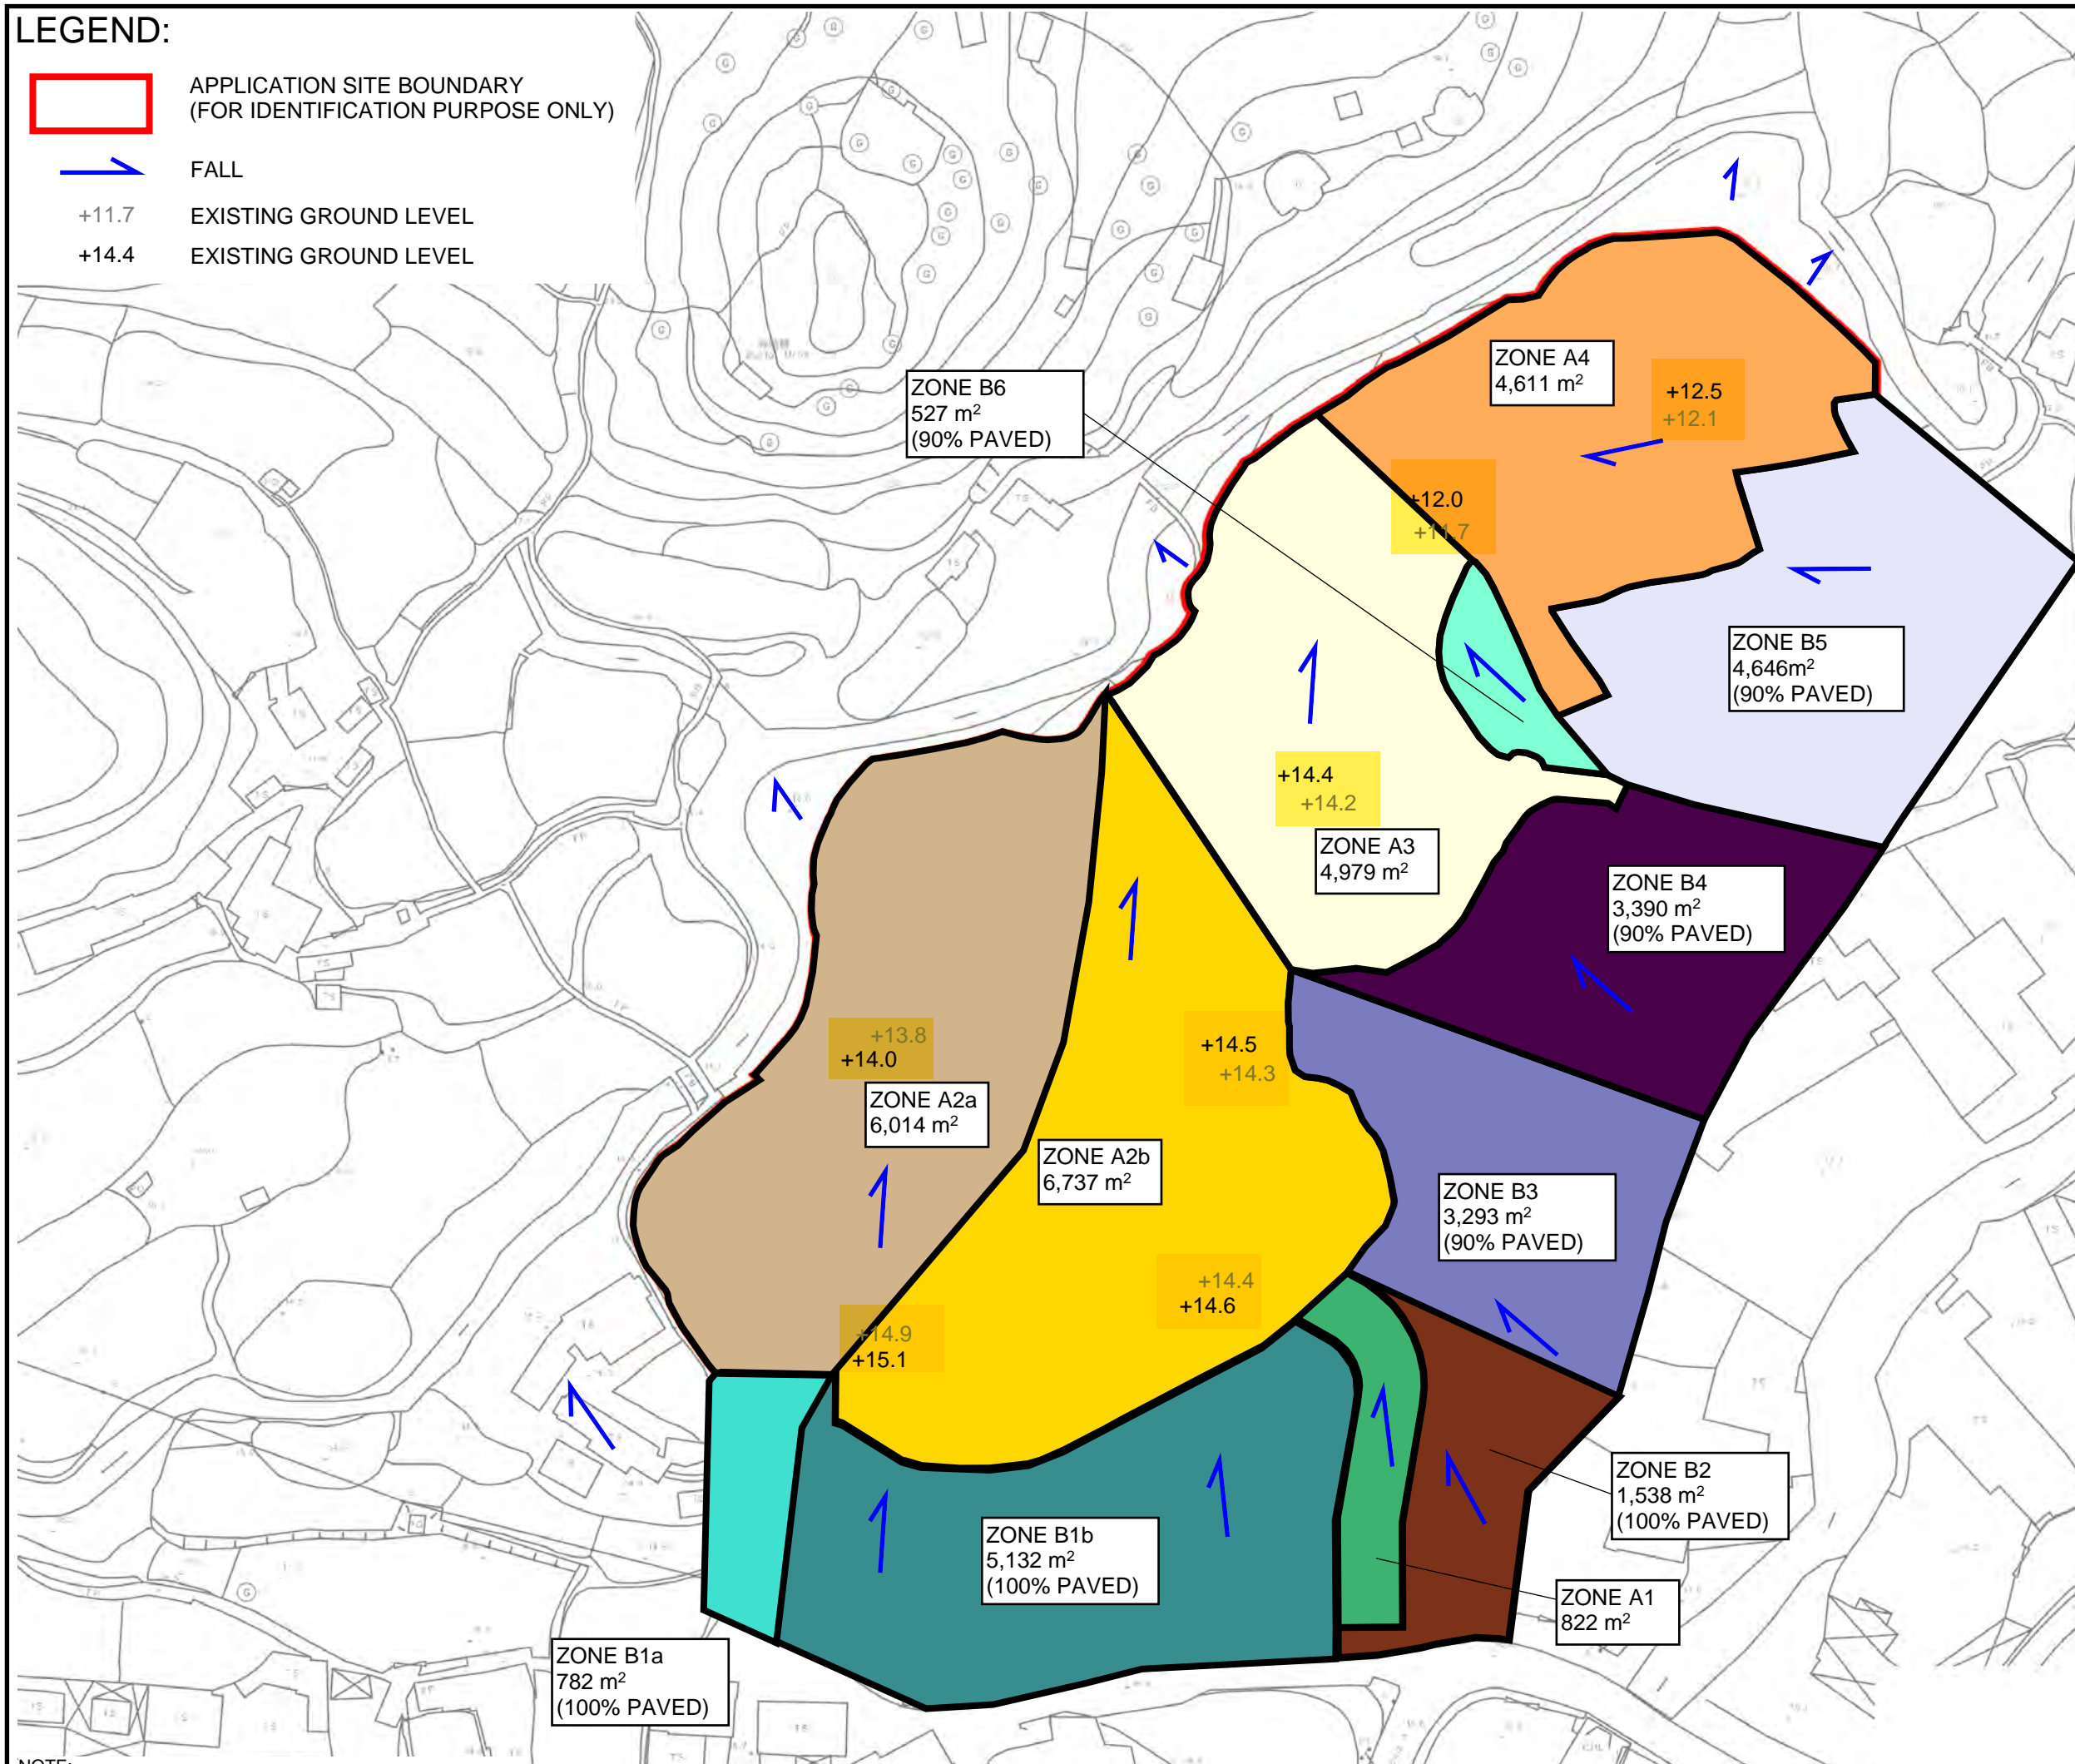 LEGEND:
APPLICATION SITE BOUNDARY
(FOR IDENTIFICATION PURPOSE ONLY)
FALL
+11.7 EXISTING GROUND LEVEL
+14.4 EXISTING GROUND LEVEL
ZONE A4
4,611 m²
+12.5
+12.1
ZONE B6
527 m²
(90% PAVED)
+12.0
+11.7
ZONE B5
4,646m²
(90% PAVED)
+14.4
+14.2
ZONE A3
4,979 m²
ZONE B4
3,390 m²
(90% PAVED)
+13.8
+14.0
+14.5
+14.3
ZONE A2a
6,014 m²
ZONE A2b
6,737 m²
ZONE B3
3,293 m²
(90% PAVED)
+14.4
+14.6
+14.9
+15.1
ZONE B2
1,538 m²
(100% PAVED)
ZONE B1b
5,132 m²
(100% PAVED)
ZONE A1
822 m²
ZONE B1a
782 m²
(100% PAVED)
NOTE: